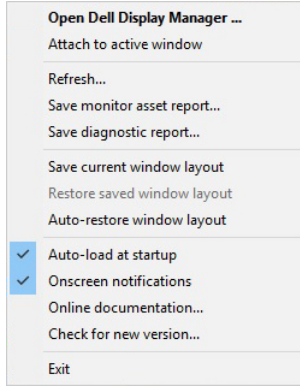 Open Dell Display Manager ...
Attach to active window
Refresh...
Save monitor asset report...
Save diagnostic report...
Save current window layout
Restore saved window layout
Auto-restore window layout
Auto-load at startup
Onscreen notifications
Online documentation...
Check for new version...
Exit